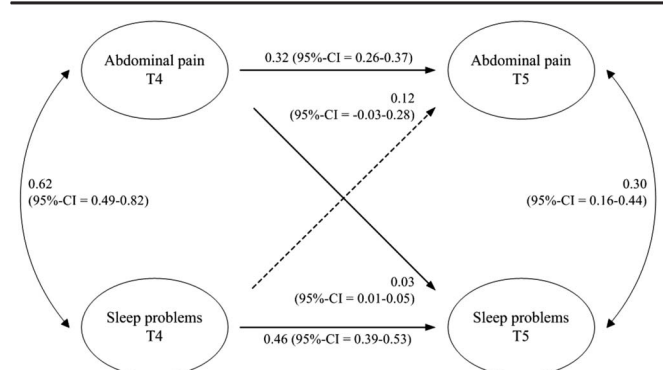 Abdominal pain
T4
0.32 (95%-CI = 0.26-0.37)
Abdominal pain
T5
0.12
(95%-CI = -0.03-0.28)
0.62
(95%-CI = 0.49-0.82)
0.30
(95%-CI = 0.16-0.44)
0.03
(95%-CI = 0.01-0.05)
Sleep problems
T4
0.46 (95%-CI = 0.39-0.53)
Sleep problems
T5